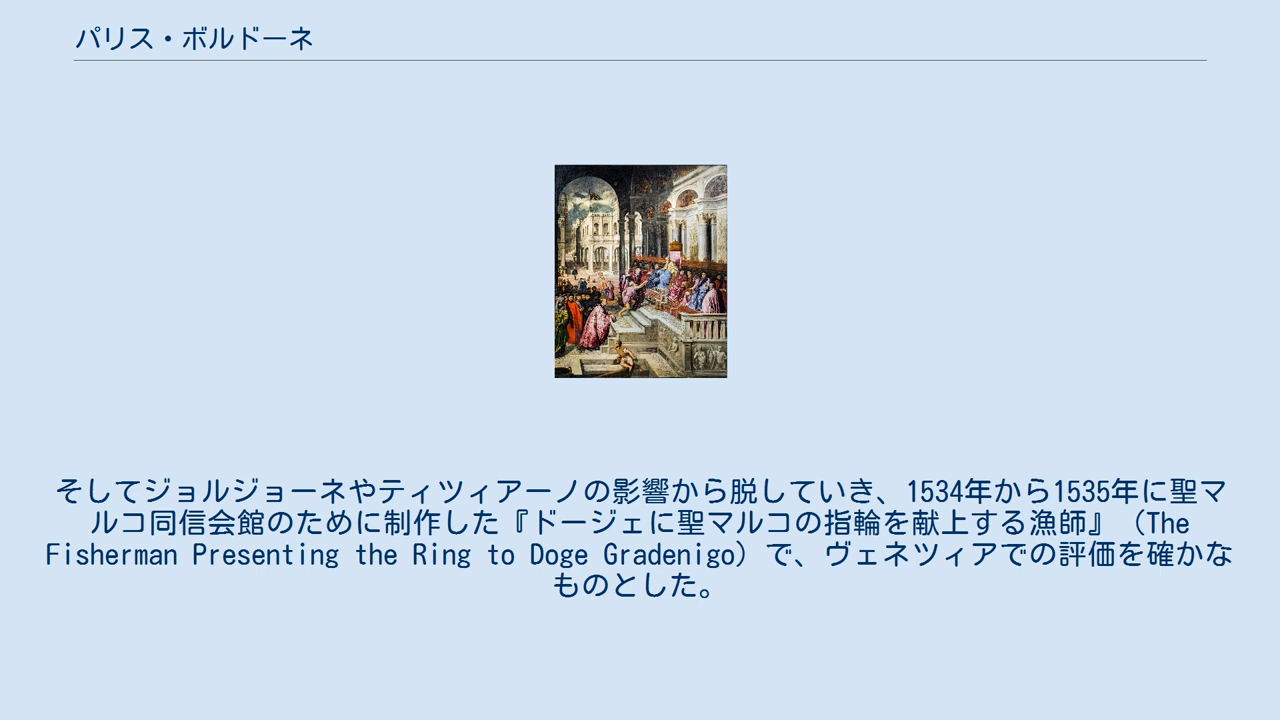 パリス・ボルドーネ
そしてジョルジョーネやティツィアーノの影響から脱していき、1534年から1535年に聖マ
ルコ同信会館のために制作した『ドージェに聖マルコの指輪を献上する漁師』（The
Fisherman Presenting the Ring to Doge Gradenigo）で、ヴェネツィアでの評価を確かな
ものとした。